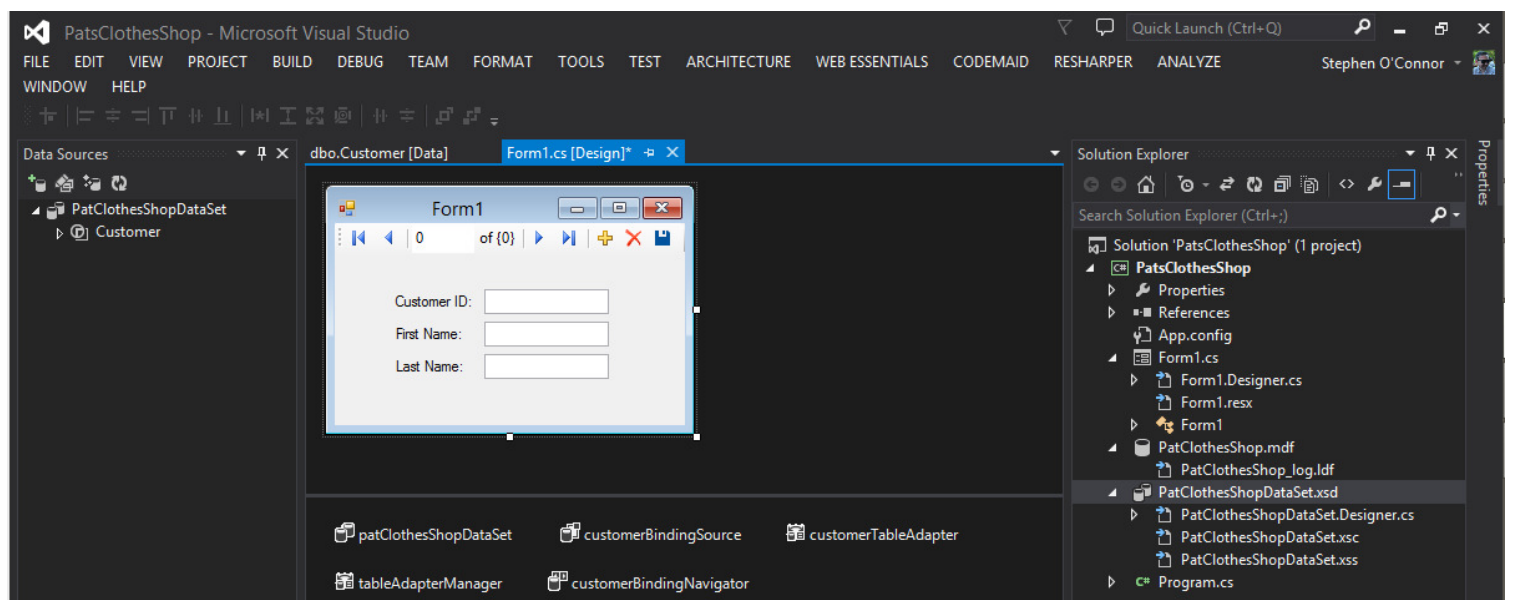 PatsClothesShop - Microsoft Visual Studio
Quick Launch (Ctrl+Q)
FILE EDIT VIEW PROJECT BUILD DEBUG TEAM FORMAT TOOLS TEST ARCHITECTURE WEB ESSENTIALS CODEMAID RESHARPER ANALYZE Stephen O'Connor
WINDOW HELP
Data Sources
PatClothesShopDataSet
Customer
dbo.Customer [Data] Form1.cs [Design]*
Form1
0 of {0}
Customer ID:
First Name:
Last Name:
patClothesShopDataSet customerBindingSource customerTableAdapter
tableAdapterManager customerBindingNavigator
Solution Explorer
Search Solution Explorer (Ctrl+;)
Solution 'PatsClothesShop' (1 project)
C# PatsClothesShop
Properties
References
App.config
Form1.cs
Form1.Designer.cs
Form1.resx
Form1
PatClothesShop.mdf
PatClothesShop_log.ldf
PatClothesShopDataSet.xsd
PatClothesShopDataSet.Designer.cs
PatClothesShopDataSet.xsc
PatClothesShopDataSet.xss
C# Program.cs
Properties